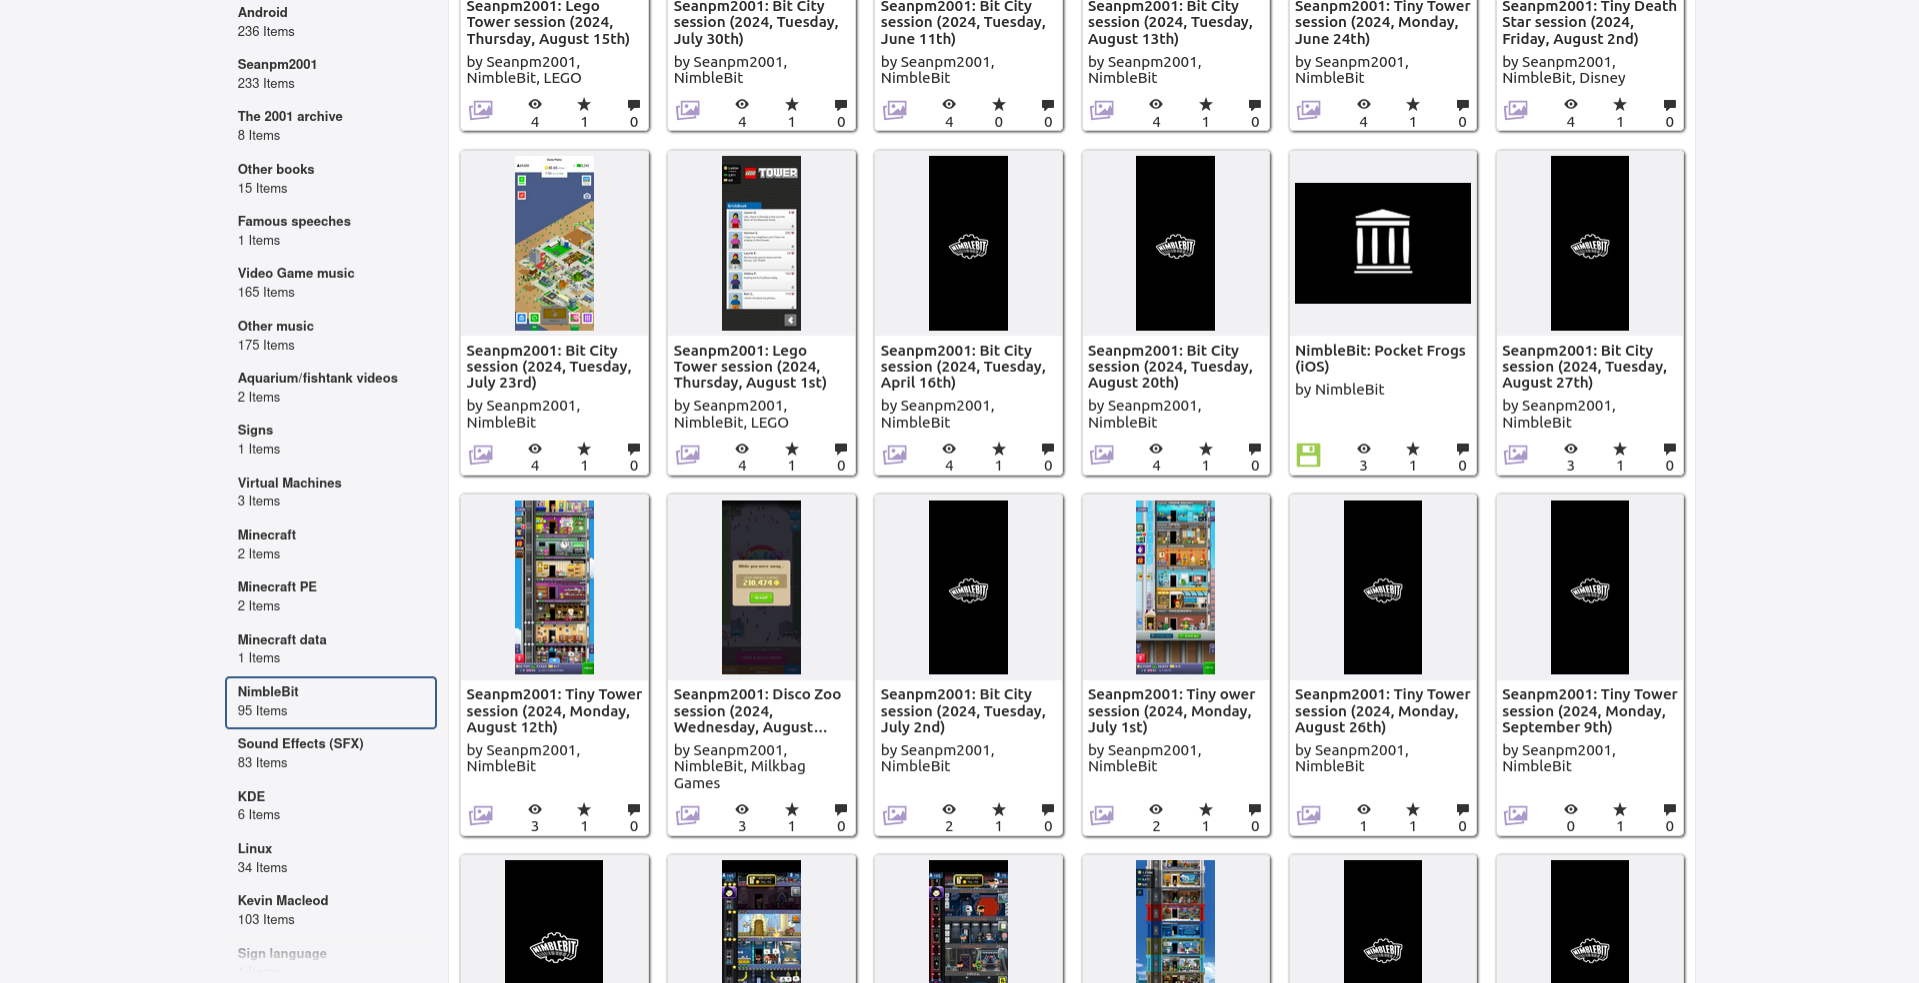 Android
236 Items
Seanpm2001
233 Items
The 2001 archive
8 Items
Other books
15 Items
Famous speeches
1 Items
Video Game music
165 Items
Other music
175 Items
Aquarium/fishtank videos
2 Items
Signs
1 Items
Virtual Machines
3 Items
Minecraft
2 Items
Minecraft PE
2 Items
Minecraft data
1 Items
NimbleBit
95 Items
Sound Effects (SFX)
83 Items
KDE
6 Items
Linux
34 Items
Kevin Macleod
103 Items
Sign language
Seanpm2001: Lego
Tower session (2024,
Thursday, August 15th)
by Seanpm2001,
NimbleBit, LEGO
4 1 0
Seanpm2001: Bit City
session (2024, Tuesday,
July 30th)
by Seanpm2001,
NimbleBit
4 1 0
Seanpm2001: Bit City
session (2024, Tuesday,
June 11th)
by Seanpm2001,
NimbleBit
4 0 0
Seanpm2001: Bit City
session (2024, Tuesday,
August 13th)
by Seanpm2001,
NimbleBit
4 1 0
Seanpm2001: Tiny Tower
session (2024, Monday,
June 24th)
by Seanpm2001,
NimbleBit
4 1 0
Seanpm2001: Tiny Death
Star session (2024,
Friday, August 2nd)
by Seanpm2001,
NimbleBit, Disney
4 1 0
Seanpm2001: Bit City
session (2024, Tuesday,
July 23rd)
by Seanpm2001,
NimbleBit
4 1 0
TOWER
Seanpm2001: Lego
Tower session (2024,
Thursday, August 1st)
by Seanpm2001,
NimbleBit, LEGO
4 1 0
NIMBLEBIT
Seanpm2001: Bit City
session (2024, Tuesday,
April 16th)
by Seanpm2001,
NimbleBit
4 1 0
NIMBLEBIT
Seanpm2001: Bit City
session (2024, Tuesday,
August 20th)
by Seanpm2001,
NimbleBit
4 1 0
NimbleBit: Pocket Frogs
(iOS)
by NimbleBit
3 1 0
NIMBLEBIT
Seanpm2001: Bit City
session (2024, Tuesday,
August 27th)
by Seanpm2001,
NimbleBit
3 1 0
Seanpm2001: Tiny Tower
session (2024, Monday,
August 12th)
by Seanpm2001,
NimbleBit
3 1 0
While you were away...
210,474
Seanpm2001: Disco Zoo
session (2024,
Wednesday, August...
by Seanpm2001,
NimbleBit, Milkbag
Games
3 1 0
NIMBLEBIT
Seanpm2001: Bit City
session (2024, Tuesday,
July 2nd)
by Seanpm2001,
NimbleBit
2 1 0
Seanpm2001: Tiny ower
session (2024, Monday,
July 1st)
by Seanpm2001,
NimbleBit
2 1 0
NIMBLEBIT
Seanpm2001: Tiny Tower
session (2024, Monday,
August 26th)
by Seanpm2001,
NimbleBit
1 1 0
NIMBLEBIT
Seanpm2001: Tiny Tower
session (2024, Monday,
September 9th)
by Seanpm2001,
NimbleBit
0 1 0
NIMBLEBIT
NIMBLEBIT
NIMBLEBIT